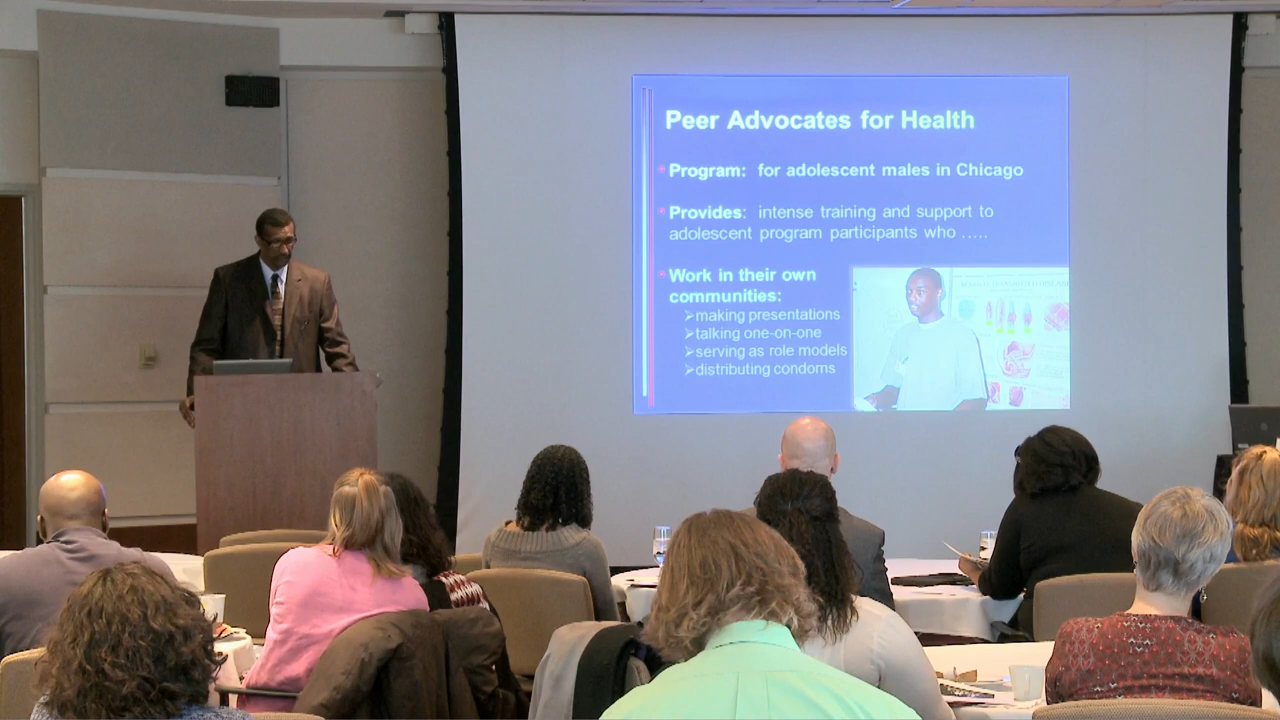 Peer Advocates for Health
Program: for adolescent males in Chicago
Provides: intense training and support to
adolescent program participants who .....
Work in their own
communities:
➢making presentations
➢talking one-on-one
➢serving as role models
➢distributing condoms